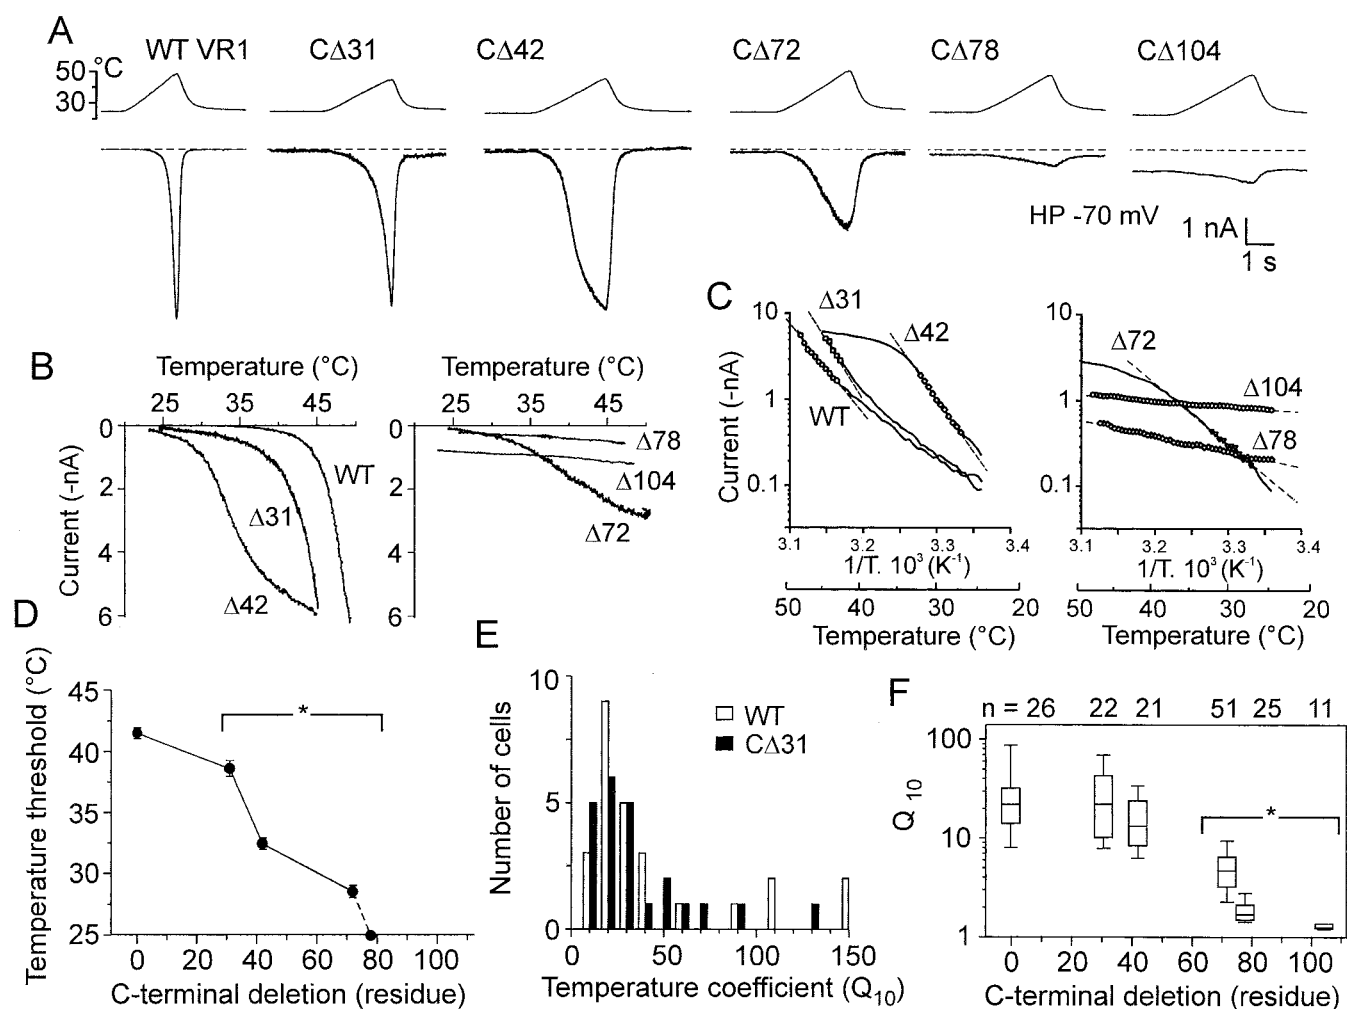 A
WT VR1 CΔ31 CΔ42 CΔ72 CΔ78 CΔ104
50 °C
30
HP -70 mV
1 nA
1 s
B
Temperature (°C) Temperature (°C)
25 35 45 25 35 45
0 0
2 2
4 4
6 6
Current (-nA)
WT
Δ31
Δ42
Δ78
Δ104
Δ72
C
Δ31
Δ42
WT
10
1
0.1
Current (-nA)
3.1 3.2 3.3 3.4
1/T. 10³ (K⁻¹)
50 40 30 20
Temperature (°C)
Δ72
Δ104
Δ78
10
1
0.1
3.1 3.2 3.3 3.4
1/T. 10³ (K⁻¹)
50 40 30 20
Temperature (°C)
D
Temperature threshold (°C)
45
40
35
30
25
*
0 20 40 60 80 100
C-terminal deletion (residue)
E
Number of cells
10
5
0
WT
CΔ31
0 50 100 150
Temperature coefficient (Q₁₀)
F
n = 26 22 21 51 25 11
Q₁₀
100
10
1
*
0 20 40 60 80 100
C-terminal deletion (residue)